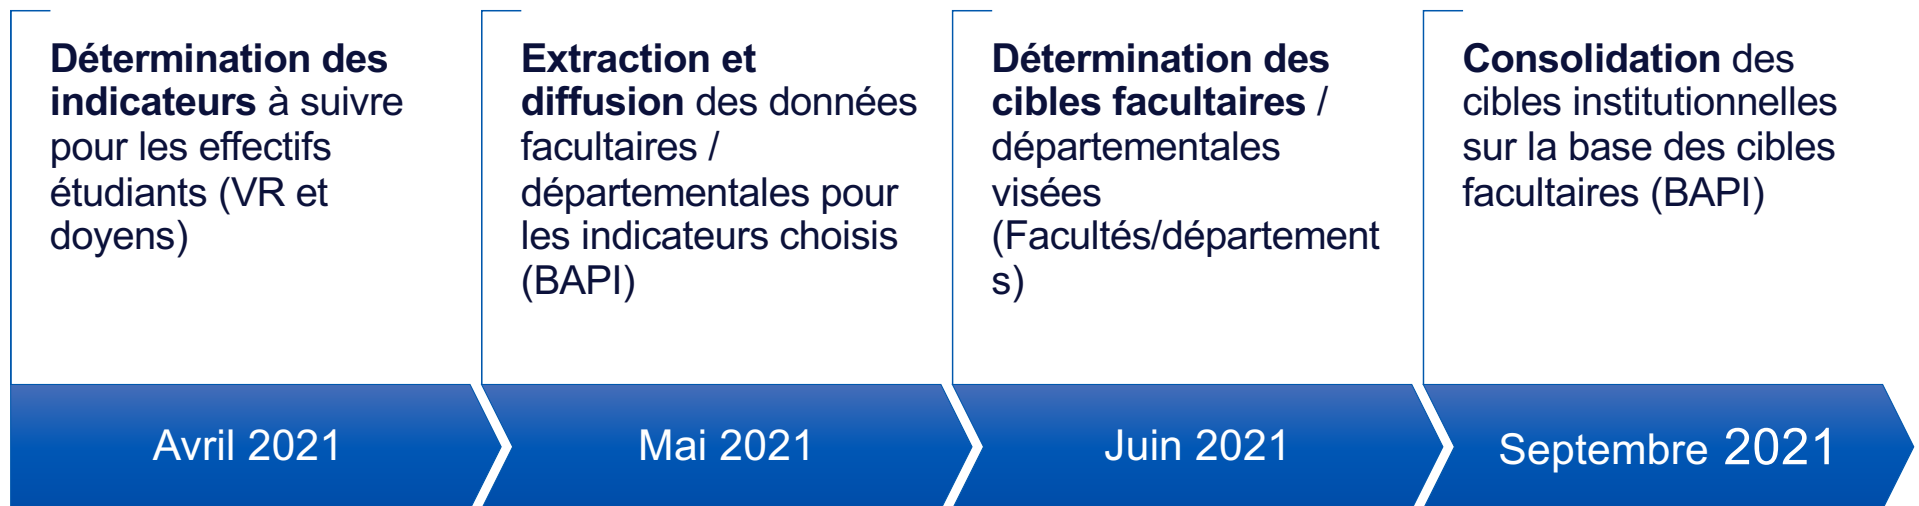 Détermination des
indicateurs à suivre
pour les effectifs
étudiants (VR et
doyens)
Extraction et
diffusion des données
facultaires /
départementales pour
les indicateurs choisis
(BAPI)
Détermination des
cibles facultaires /
départementales
visées
(Facultés/département
s)
Consolidation des
cibles institutionnelles
sur la base des cibles
facultaires (BAPI)
Avril 2021
Mai 2021
Juin 2021
Septembre 2021